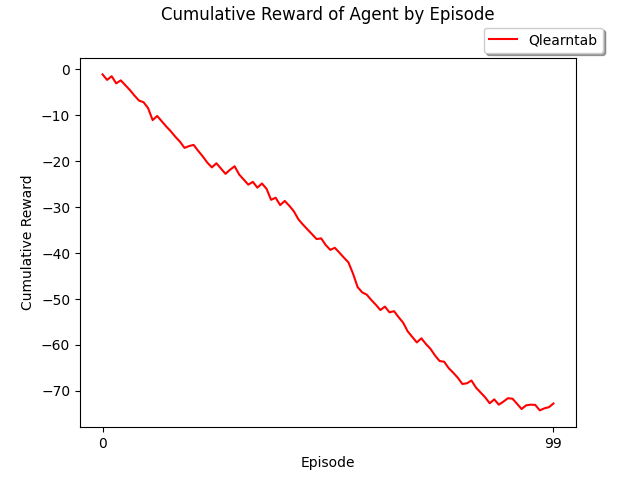 Cumulative Reward of Agent by Episode
Qlearntab
0
−10
−20
−30
−40
−50
−60
−70
Cumulative Reward
0 99
Episode